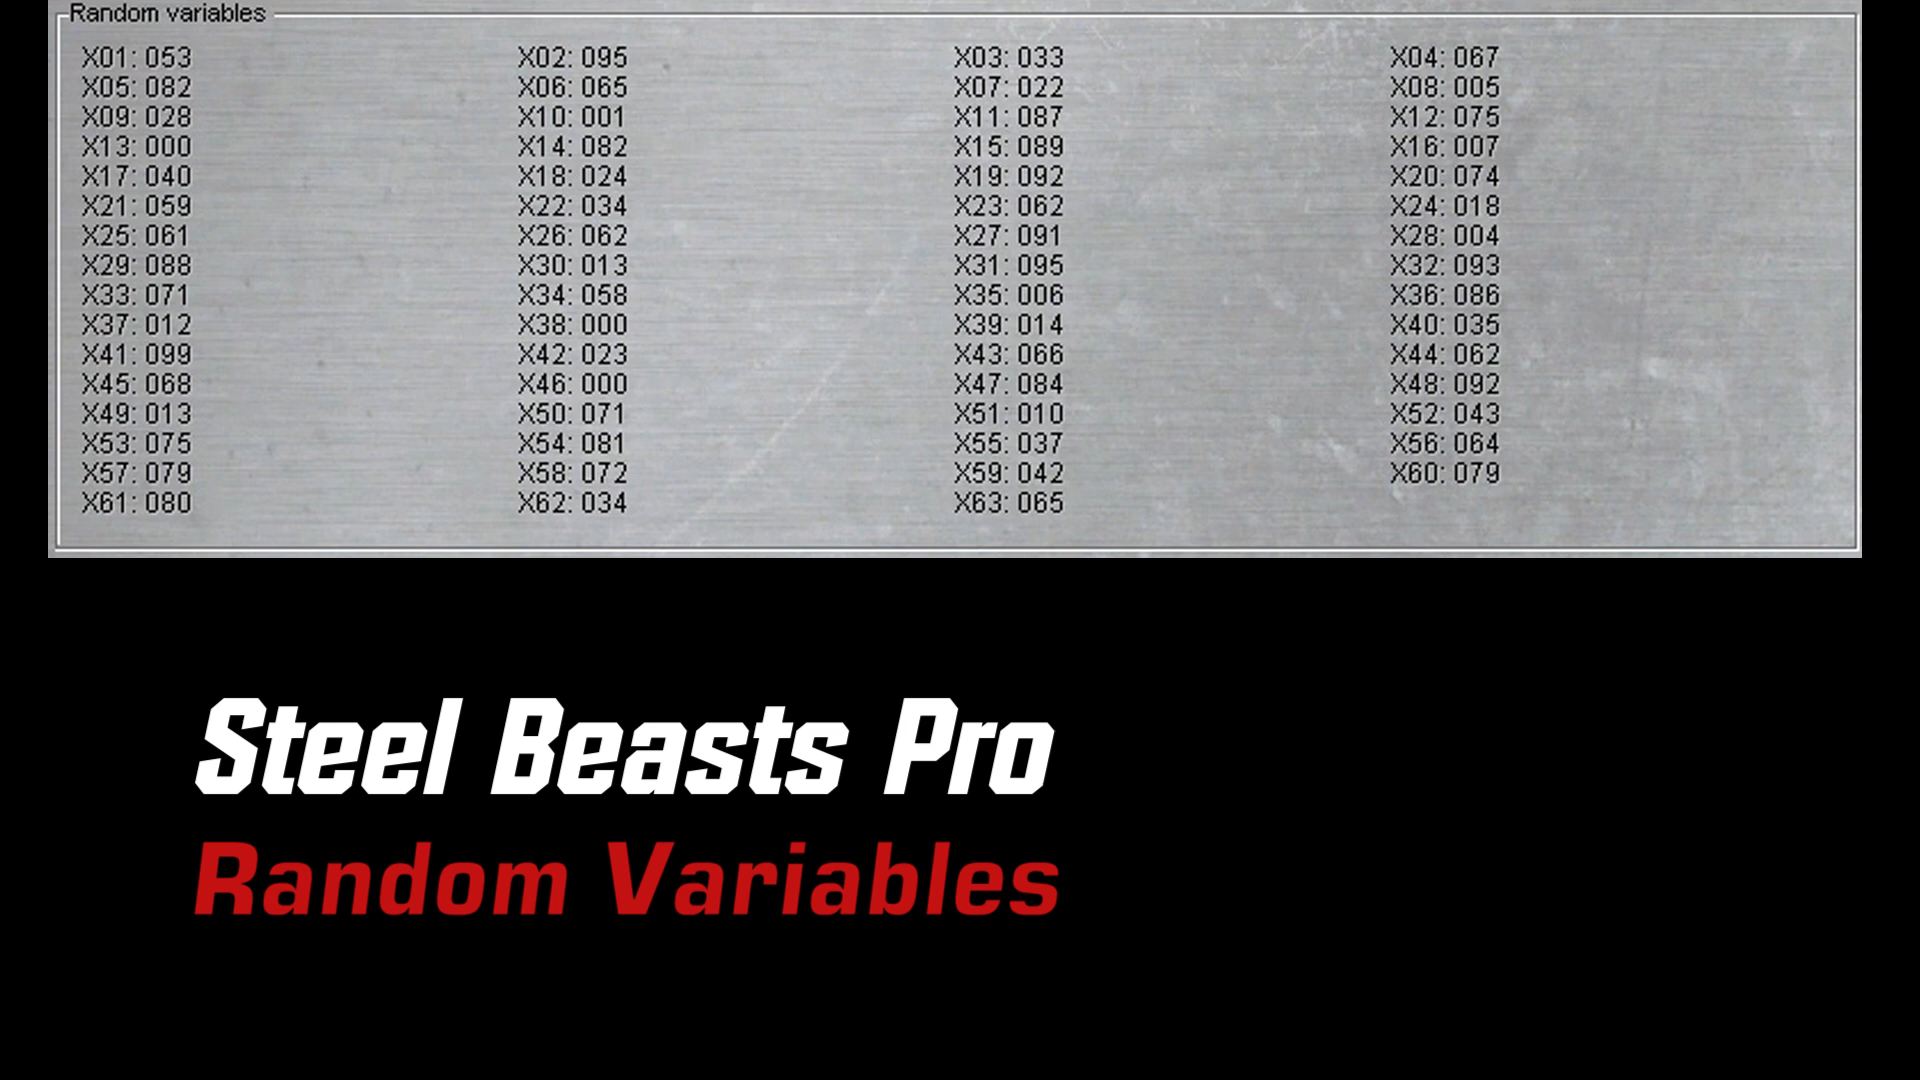 Random variables
X01: 053 X02: 095 X03: 033 X04: 067
X05: 082 X06: 065 X07: 022 X08: 005
X09: 028 X10: 001 X11: 087 X12: 075
X13: 000 X14: 082 X15: 089 X16: 007
X17: 040 X18: 024 X19: 092 X20: 074
X21: 059 X22: 034 X23: 062 X24: 018
X25: 061 X26: 062 X27: 091 X28: 004
X29: 088 X30: 013 X31: 095 X32: 093
X33: 071 X34: 058 X35: 006 X36: 086
X37: 012 X38: 000 X39: 014 X40: 035
X41: 099 X42: 023 X43: 066 X44: 062
X45: 068 X46: 000 X47: 084 X48: 092
X49: 013 X50: 071 X51: 010 X52: 043
X53: 075 X54: 081 X55: 037 X56: 064
X57: 079 X58: 072 X59: 042 X60: 079
X61: 080 X62: 034 X63: 065
Steel Beasts Pro
Random Variables